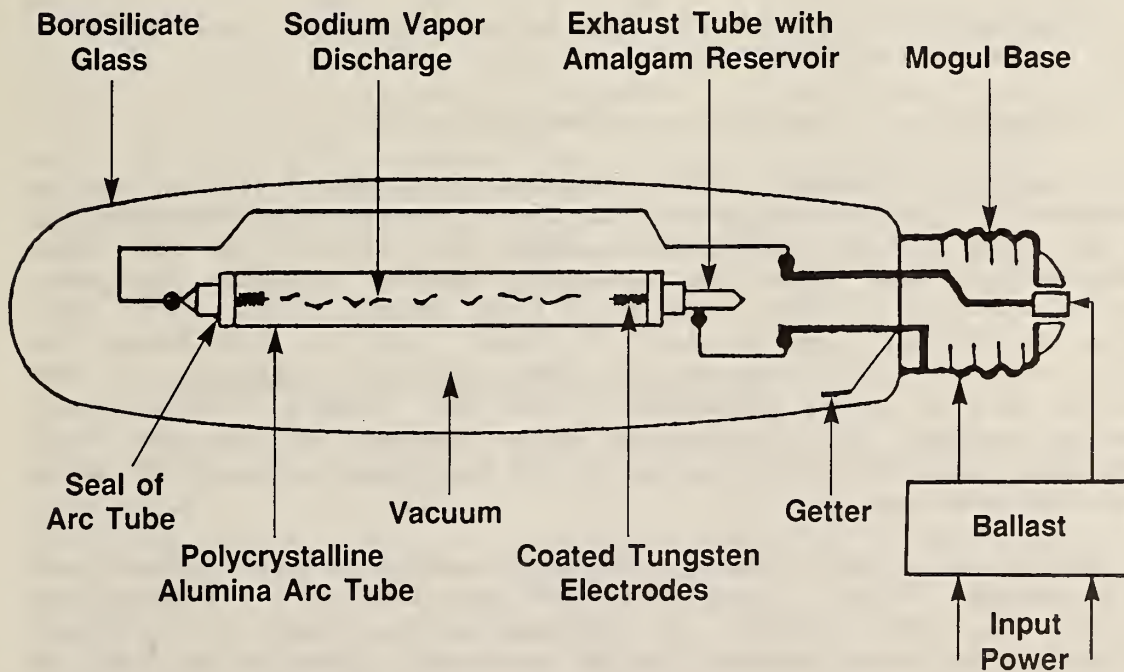 Borosilicate
Glass
Sodium Vapor
Discharge
Exhaust Tube with
Amalgam Reservoir
Mogul Base
Seal of
Arc Tube
Vacuum
Getter
Ballast
Polycrystalline
Alumina Arc Tube
Coated Tungsten
Electrodes
Input
Power